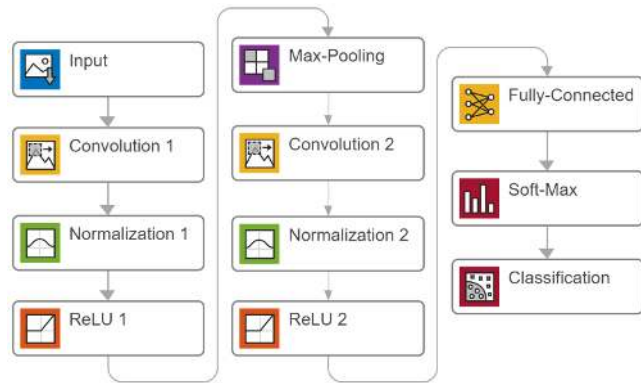 Input
Convolution 1
Normalization 1
ReLU 1
Max-Pooling
Convolution 2
Normalization 2
ReLU 2
Fully-Connected
Soft-Max
Classification